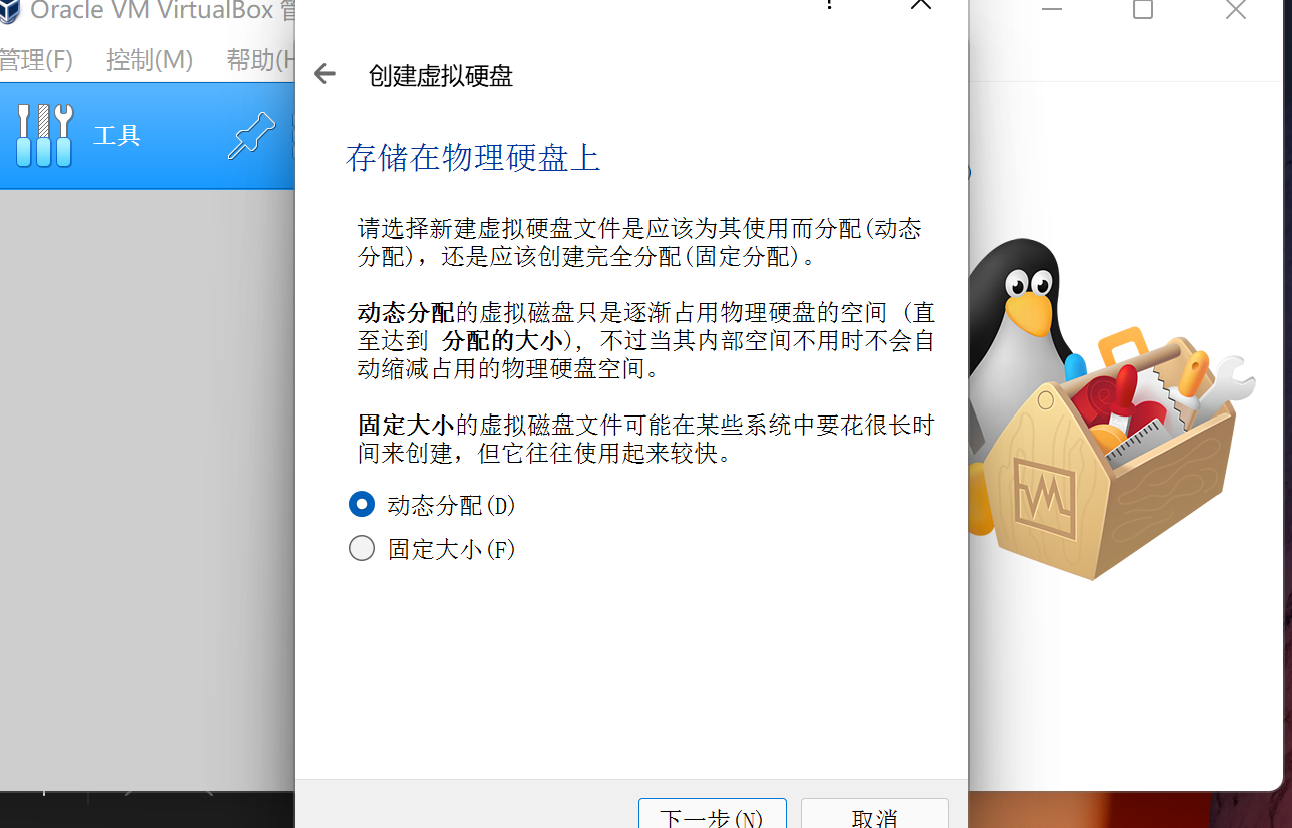 Oracle VM VirtualBox 管
管理(F) 控制(M) 帮助(H
工具
创建虚拟硬盘
存储在物理硬盘上
请选择新建虚拟硬盘文件是应该为其使用而分配(动态
分配)，还是应该创建完全分配(固定分配)。
动态分配的虚拟磁盘只是逐渐占用物理硬盘的空间（直
至达到 分配的大小)，不过当其内部空间不用时不会自
动缩减占用的物理硬盘空间。
固定大小的虚拟磁盘文件可能在某些系统中要花很长时
间来创建，但它往往使用起来较快。
动态分配(D)
固定大小(F)
下一步(N)
取消